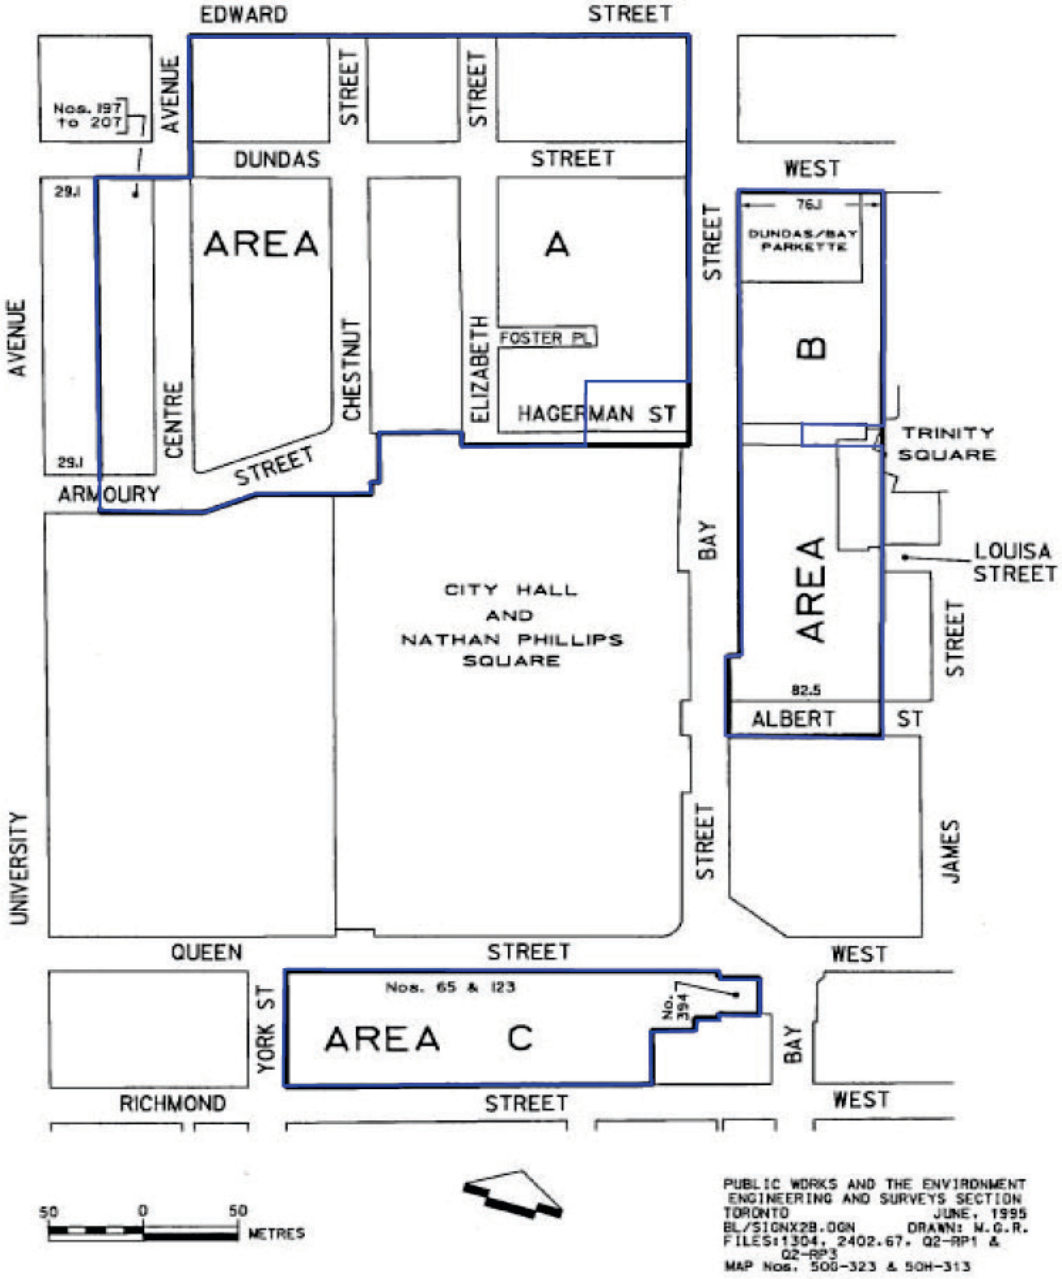 EDWARD STREET
AVENUE
STREET
STREET
Nos. 197
to 207
DUNDAS STREET WEST
29.1
76.1
DUNDAS/BAY
PARKETTE
STREET
AREA A
AVENUE
B
FOSTER PL
CHESTNUT
ELIZABETH
CENTRE
HAGERMAN ST
TRINITY
SQUARE
29.1
STREET
ARMOURY
BAY
LOUISA
STREET
AREA
CITY HALL
AND
NATHAN PHILLIPS
SQUARE
STREET
82.5
ALBERT ST
UNIVERSITY
STREET
JAMES
QUEEN STREET WEST
Nos. 65 & 123
No.
394
YORK ST
AREA C
BAY
RICHMOND STREET WEST
50 0 50
METRES
PUBLIC WORKS AND THE ENVIRONMENT
ENGINEERING AND SURVEYS SECTION
TORONTO JUNE, 1995
BL/SIGNX2B.DGN DRAWN: M.G.R.
FILES:1304, 2402.67, Q2-RP1 &
Q2-RP3
MAP Nos. 50G-323 & 50H-313